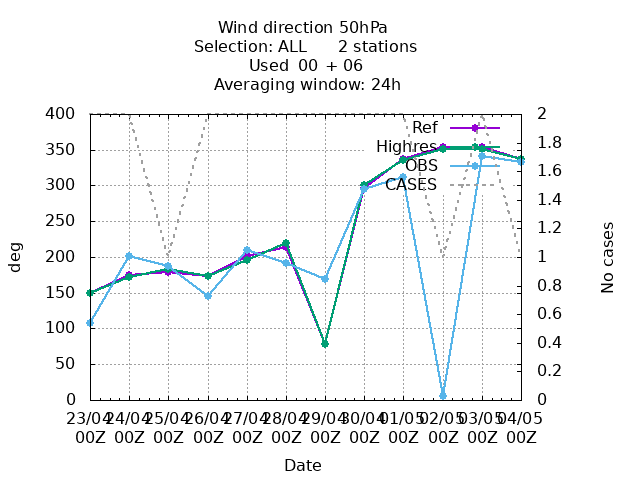 Wind direction 50hPa
Selection: ALL 2 stations
Used 00 + 06
Averaging window: 24h
400
350
300
250
200
150
100
50
0
deg
2
1.8
1.6
1.4
1.2
1
0.8
0.6
0.4
0.2
0
No cases
Ref
Highres
OBS
CASES
23/04 24/04 25/04 26/04 27/04 28/04 29/04 30/04 01/05 02/05 03/05 04/05
00Z 00Z 00Z 00Z 00Z 00Z 00Z 00Z 00Z 00Z 00Z 00Z
Date